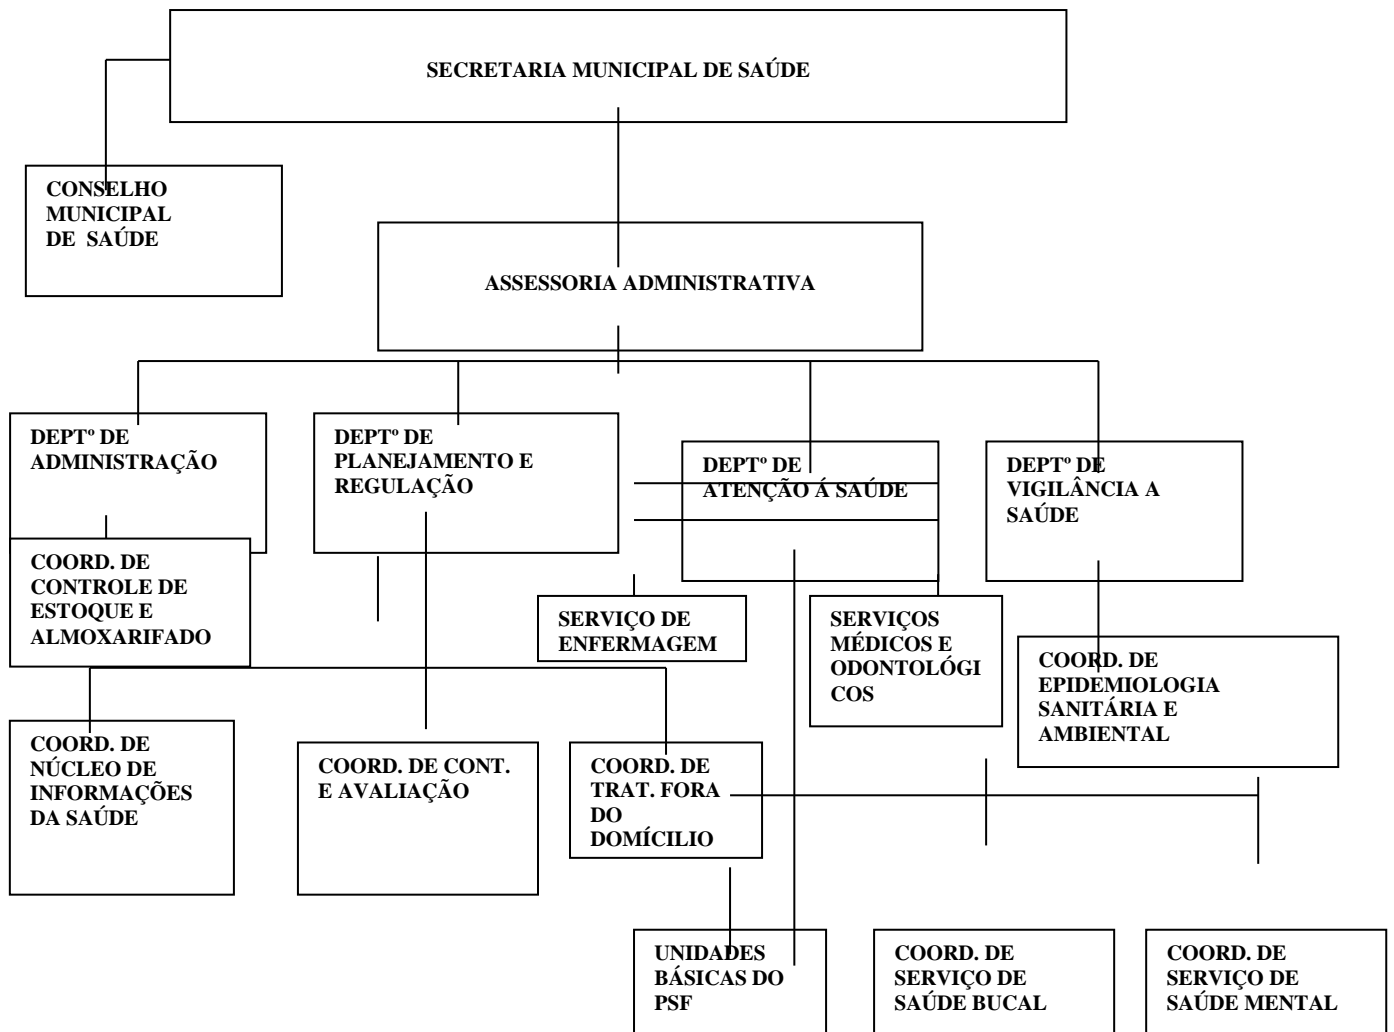 SECRETARIA MUNICIPAL DE SAÚDE
CONSELHO
MUNICIPAL
DE SAÚDE
ASSESSORIA ADMINISTRATIVA
DEPTº DE
ADMINISTRAÇÃO
DEPTº DE
PLANEJAMENTO E
REGULAÇÃO
DEPTº DE
ATENÇÃO Á SAÚDE
DEPTº DE
VIGILÂNCIA A
SAÚDE
COORD. DE
CONTROLE DE
ESTOQUE E
ALMOXARIFADO
SERVIÇO DE
ENFERMAGEM
SERVIÇOS
MÉDICOS E
ODONTOLÓGI
COS
COORD. DE
EPIDEMIOLOGIA
SANITÁRIA E
AMBIENTAL
COORD. DE
NÚCLEO DE
INFORMAÇÕES
DA SAÚDE
COORD. DE CONT.
E AVALIAÇÃO
COORD. DE
TRAT. FORA
DO
DOMÍCILIO
UNIDADES
BÁSICAS DO
PSF
COORD. DE
SERVIÇO DE
SAÚDE BUCAL
COORD. DE
SERVIÇO DE
SAÚDE MENTAL